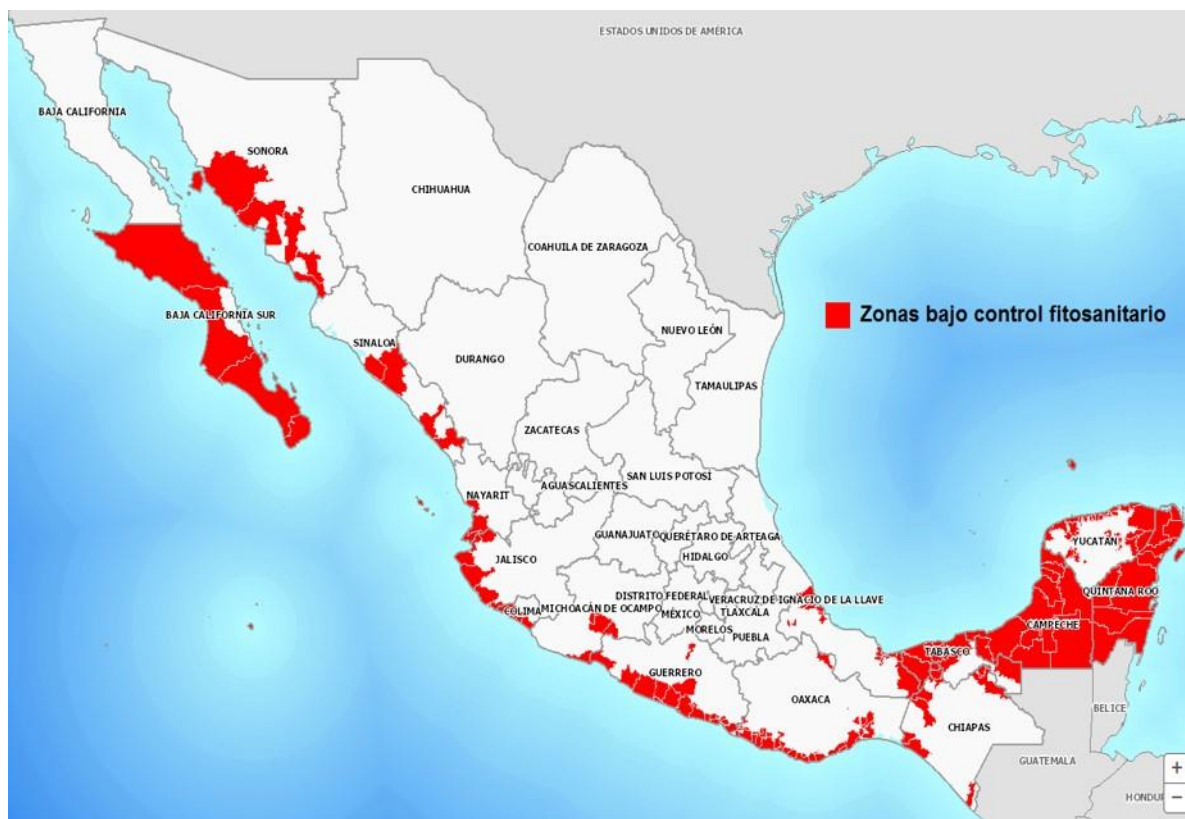 ESTADOS UNIDOS DE AMÉRICA
BAJA CALIFORNIA
SONORA
CHIHUAHUA
COAHUILA DE ZARAGOZA
BAJA CALIFORNIA SUR
Zonas bajo control fitosanitario
NUEVO LEÓN
SINALOA
DURANGO
TAMAULIPAS
ZACATECAS
SAN LUIS POTOSÍ
NAYARIT
AGUASCALIENTES
GUANAJUATO
QUERÉTARO DE ARTEAGA
YUCATÁN
JALISCO
HIDALGO
QUINTANA ROO
DISTRITO FEDERAL
VERACRUZ DE IGNACIO DE LA LLAVE
COLIMA
MICHOACÁN DE OCAMPO
MÉXICO
TLAXCALA
CAMPECHE
MORELOS
PUEBLA
TABASCO
GUERRERO
OAXACA
BELICE
CHIAPAS
GUATEMALA
+
HONDUR
−